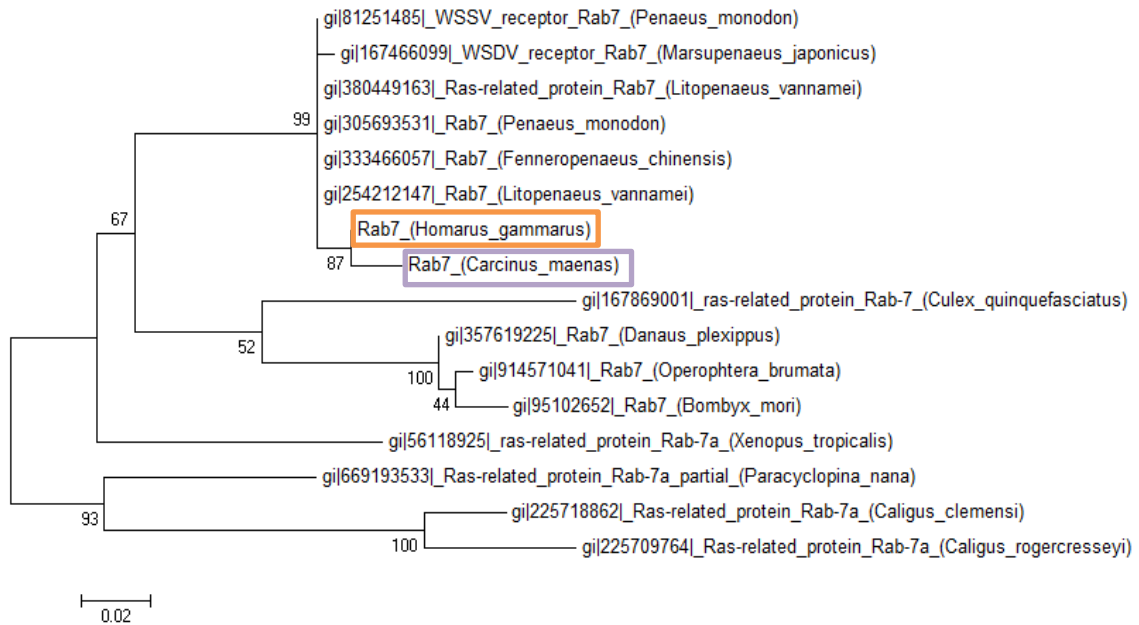 gi|81251485|_WSSV_receptor_Rab7_(Penaeus_monodon)
gi|167466099|_WSDV_receptor_Rab7_(Marsupenaeus_japonicus)
gi|380449163|_Ras-related_protein_Rab7_(Litopenaeus_vannamei)
99
gi|305693531|_Rab7_(Penaeus_monodon)
gi|333466057|_Rab7_(Fenneropenaeus_chinensis)
gi|254212147|_Rab7_(Litopenaeus_vannamei)
67
Rab7_(Homarus_gammarus)
87
Rab7_(Carcinus_maenas)
gi|167869001|_ras-related_protein_Rab-7_(Culex_quinquefasciatus)
gi|357619225|_Rab7_(Danaus_plexippus)
52
gi|914571041|_Rab7_(Operophtera_brumata)
100
44
gi|95102652|_Rab7_(Bombyx_mori)
gi|56118925|_ras-related_protein_Rab-7a_(Xenopus_tropicalis)
gi|669193533|_Ras-related_protein_Rab-7a_partial_(Paracyclopina_nana)
93
gi|225718862|_Ras-related_protein_Rab-7a_(Caligus_clemensi)
100
gi|225709764|_Ras-related_protein_Rab-7a_(Caligus_rogercresseyi)
0.02